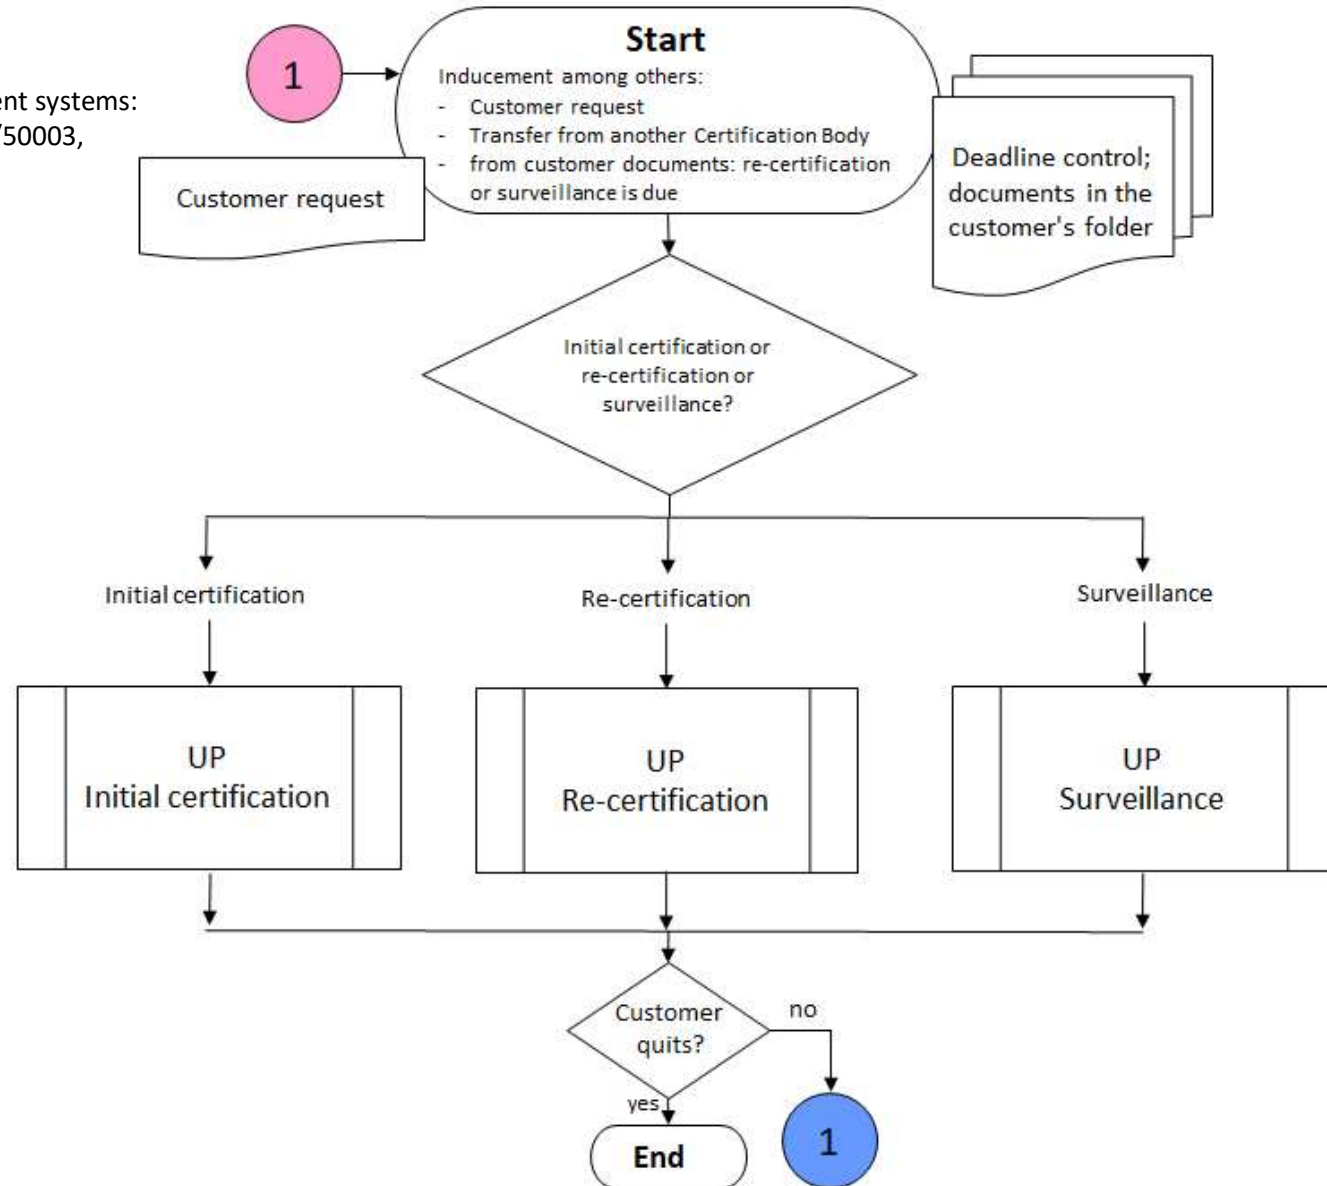 Start
1
Inducement among others:
- Customer request
- Transfer from another Certification Body
- from customer documents: re-certification
or surveillance is due
ent systems:
/50003,
Customer request
Deadline control;
documents in the
customer's folder
Initial certification or
re-certification or
surveillance?
Initial certification
Re-certification
Surveillance
UP
Initial certification
UP
Re-certification
UP
Surveillance
Customer
quits?
no
yes
End
1